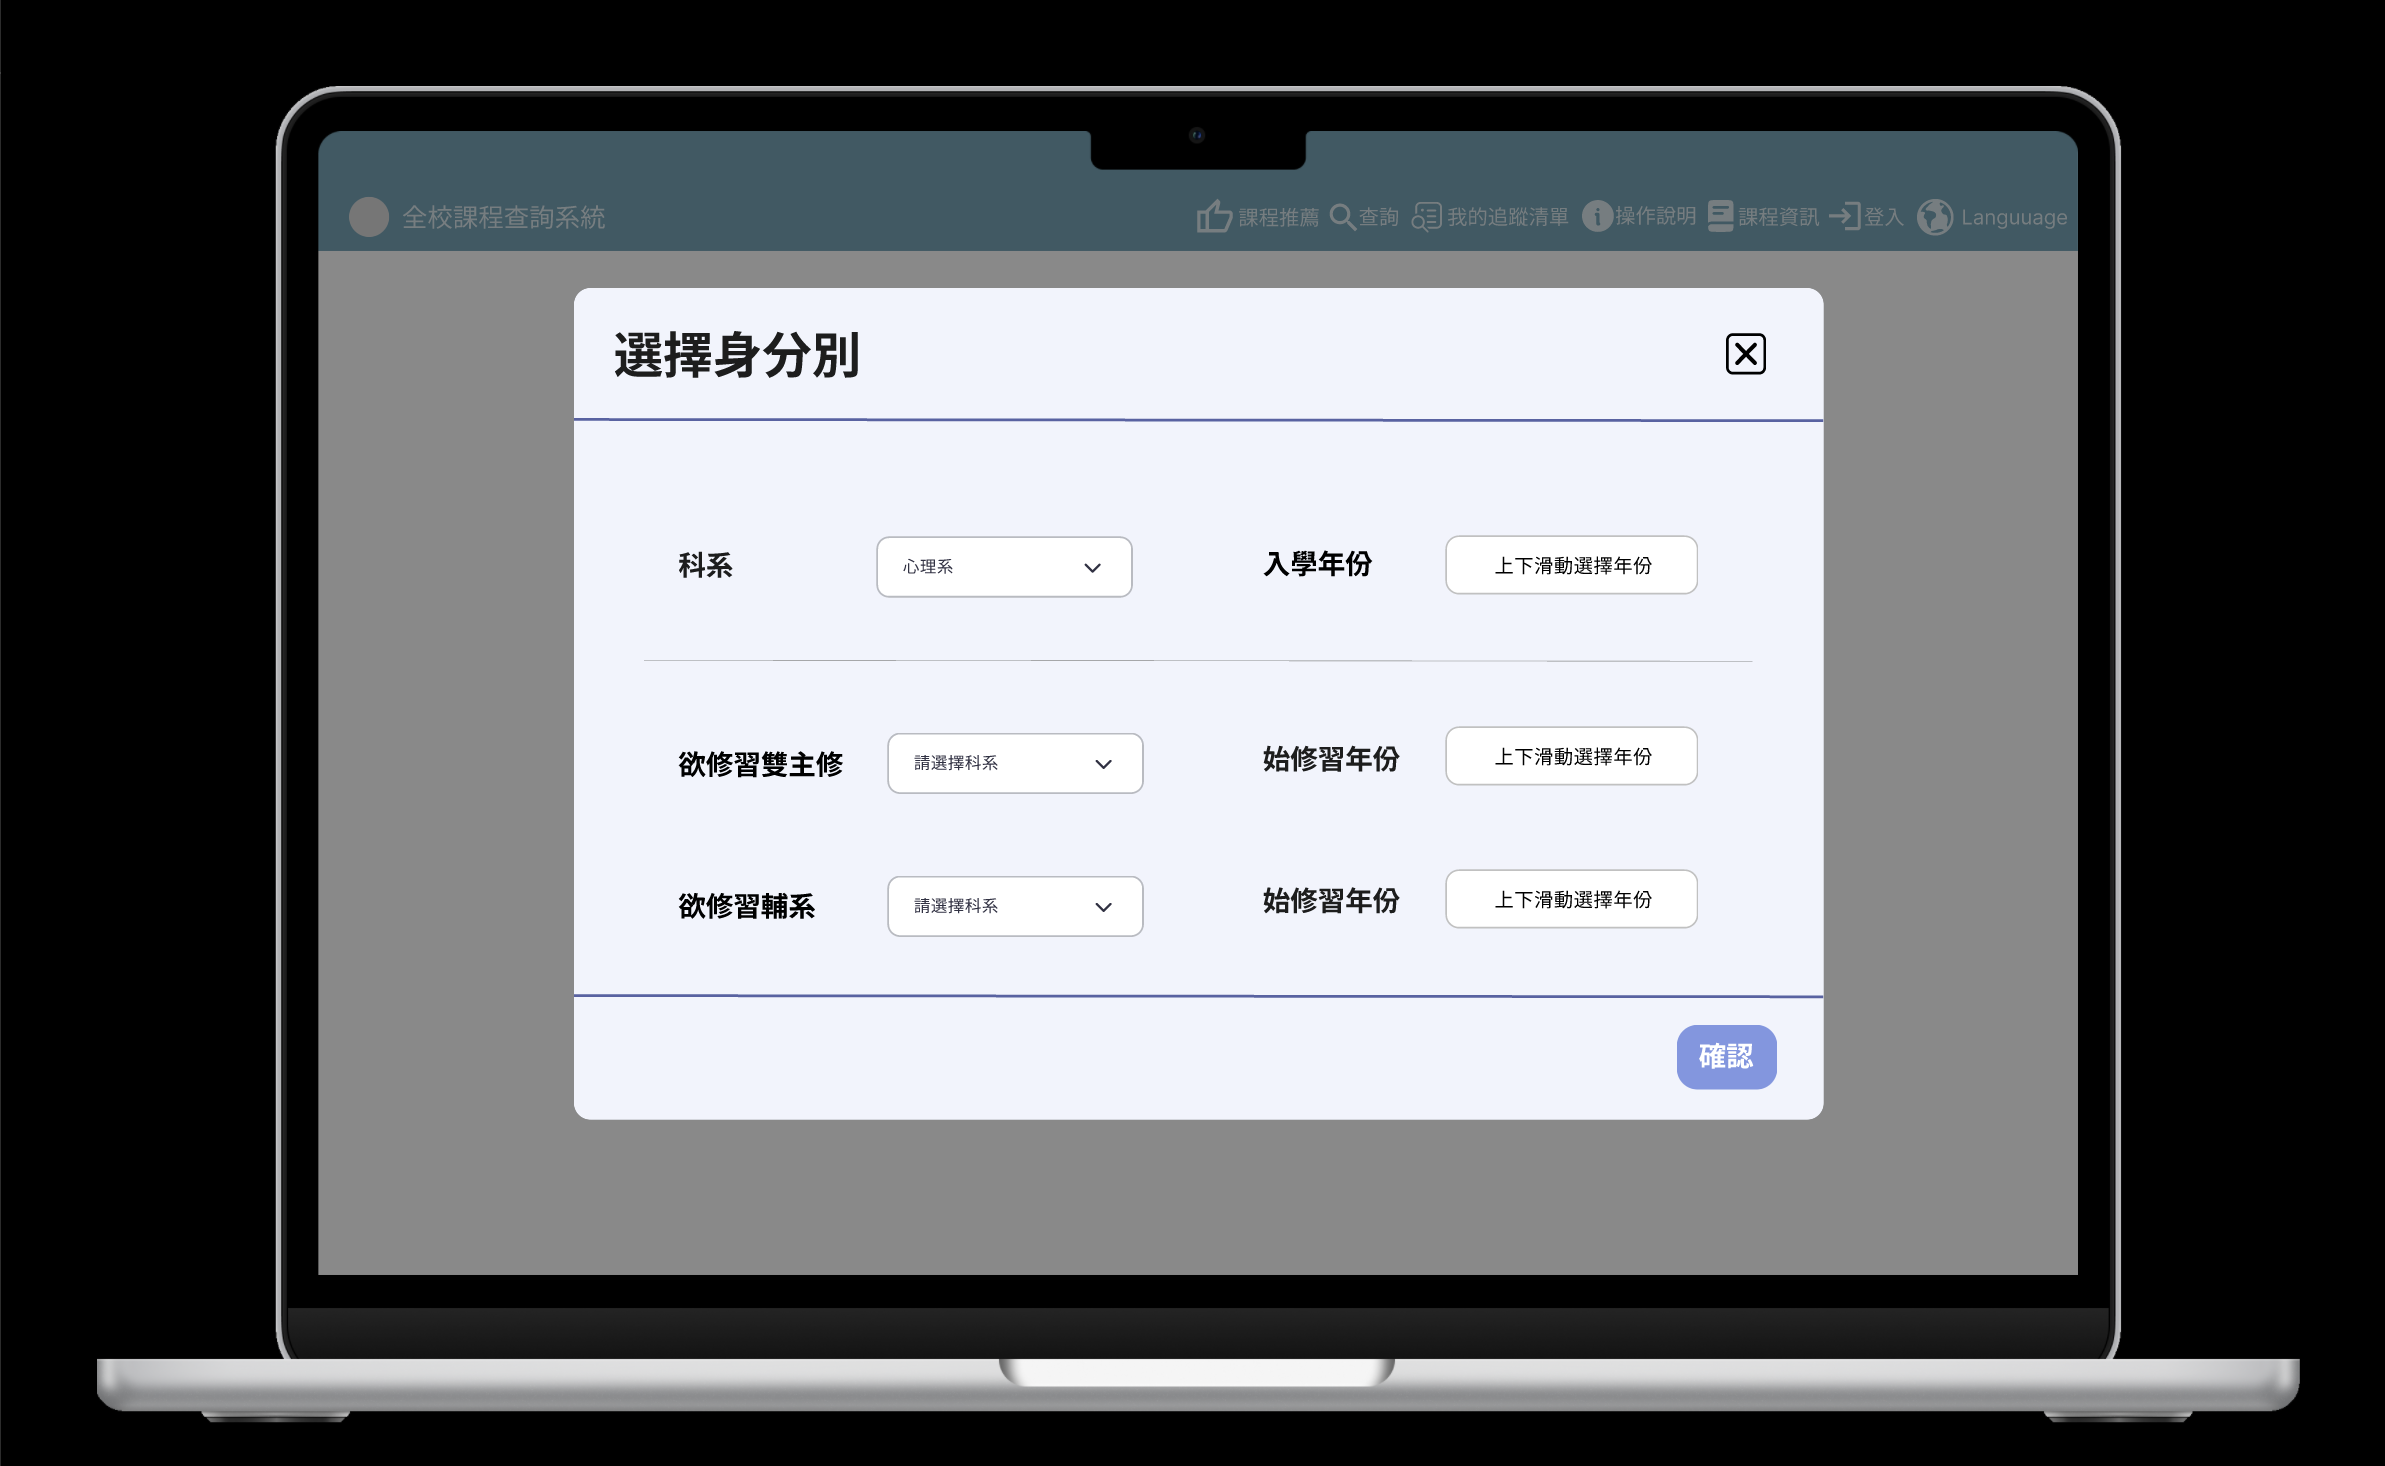 全校課程查詢系統 課程推薦 查詢 我的追蹤清單 操作說明 課程資訊 登入 Languuage
選擇身分別
科系 心理系 入學年份 上下滑動選擇年份
欲修習雙主修 請選擇科系 始修習年份 上下滑動選擇年份
欲修習輔系 請選擇科系 始修習年份 上下滑動選擇年份
確認